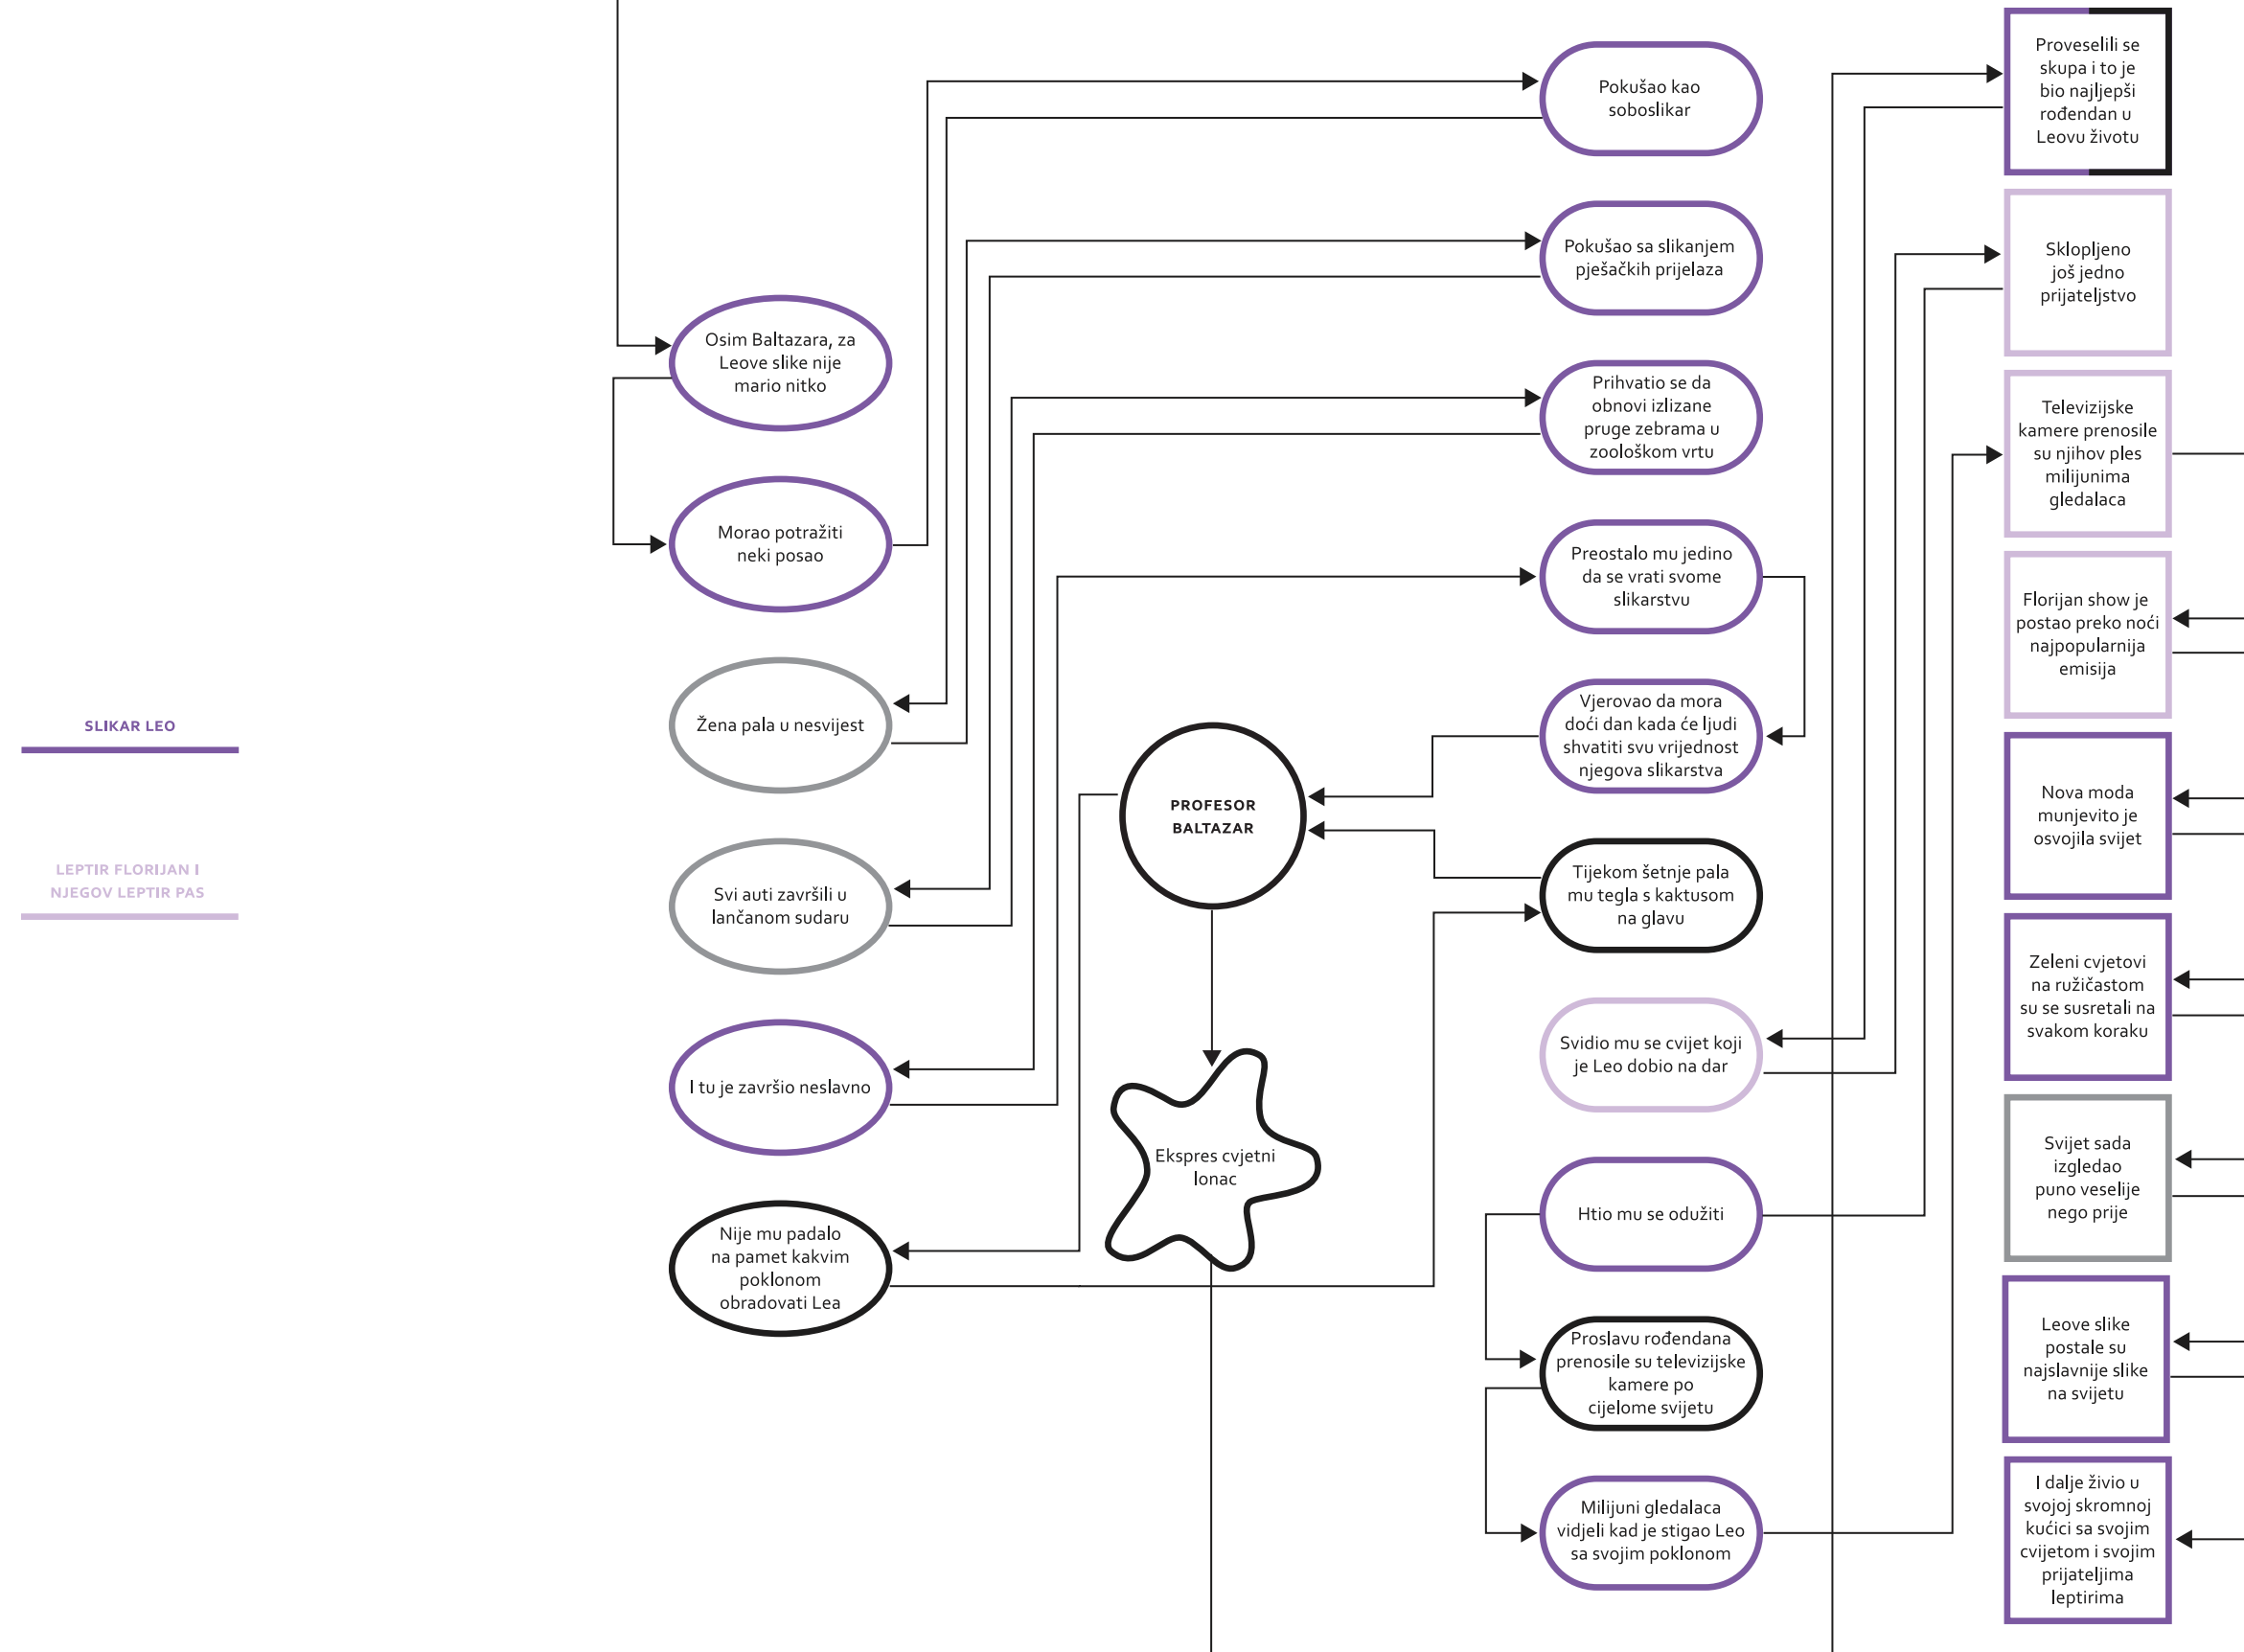 SLIKAR LEO
LEPTIR FLORIJAN I
NJEGOV LEPTIR PAS
Osim Baltazara, za
Leove slike nije
mario nitko
Morao potražiti
neki posao
Žena pala u nesvijest
Svi auti završili u
lančanom sudaru
I tu je završio neslavno
Nije mu padalo
na pamet kakvim
poklonom
obradovati Lea
PROFESOR
BALTAZAR
Ekspres cvjetni
lonac
Pokušao kao
soboslikar
Pokušao sa slikanjem
pješačkih prijelaza
Prihvatio se da
obnovi izlizane
pruge zebrama u
zoološkom vrtu
Preostalo mu jedino
da se vrati svome
slikarstvu
Vjerovao da mora
doći dan kada će ljudi
shvatiti svu vrijednost
njegova slikarstva
Tijekom šetnje pala
mu tegla s kaktusom
na glavu
Svidio mu se cvijet koji
je Leo dobio na dar
Htio mu se odužiti
Proslavu rođendana
prenosile su televizijske
kamere po
cijelome svijetu
Milijuni gledalaca
vidjeli kad je stigao Leo
sa svojim poklonom
Proveselili se
skupa i to je
bio najljepši
rođendan u
Leovu životu
Sklopljeno
još jedno
prijateljstvo
Televizijske
kamere prenosile
su njihov ples
milijunima
gledalaca
Florijan show je
postao preko noći
najpopularnija
emisija
Nova moda
munjevito je
osvojila svijet
Zeleni cvjetovi
na ružičastom
su se susretali na
svakom koraku
Svijet sada
izgledao
puno veselije
nego prije
Leove slike
postale su
najslavnije slike
na svijetu
I dalje živio u
svojoj skromnoj
kućici sa svojim
cvijetom i svojim
prijateljima
leptirima